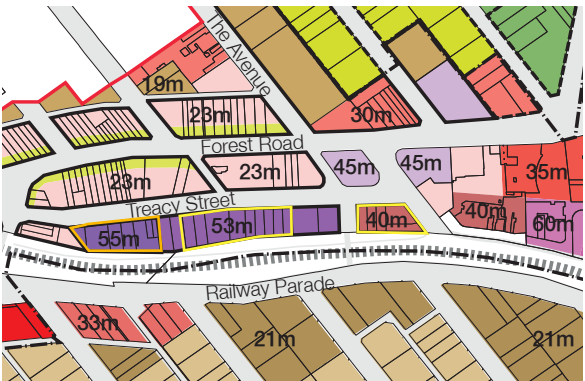 The Avenue
19m
23m
30m
Forest Road
23m
23m
45m
45m
35m
Treacy Street
55m
53m
40m
40m
60m
Railway Parade
33m
21m
21m